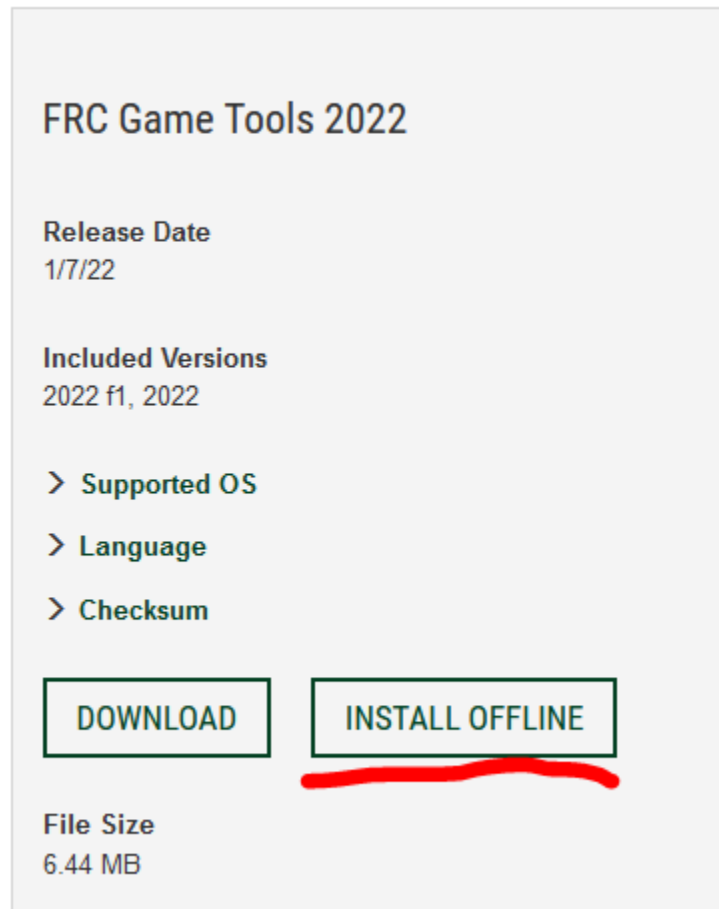 FRC Game Tools 2022
Release Date
1/7/22
Included Versions
2022 f1, 2022
Supported OS
Language
Checksum
DOWNLOAD INSTALL OFFLINE
File Size
6.44 MB